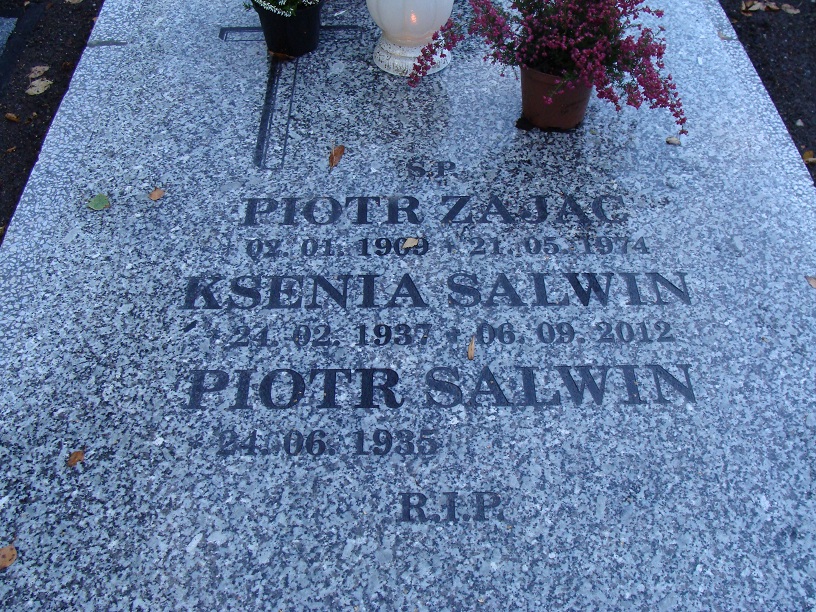 S.P.
PIOTR ZAJĄC
02. 01. 1909 + 21. 05. 1974
KSENIA SALWIN
24. 02. 1937 + 06. 09. 2012
PIOTR SALWIN
24. 06. 1935
R.I.P.